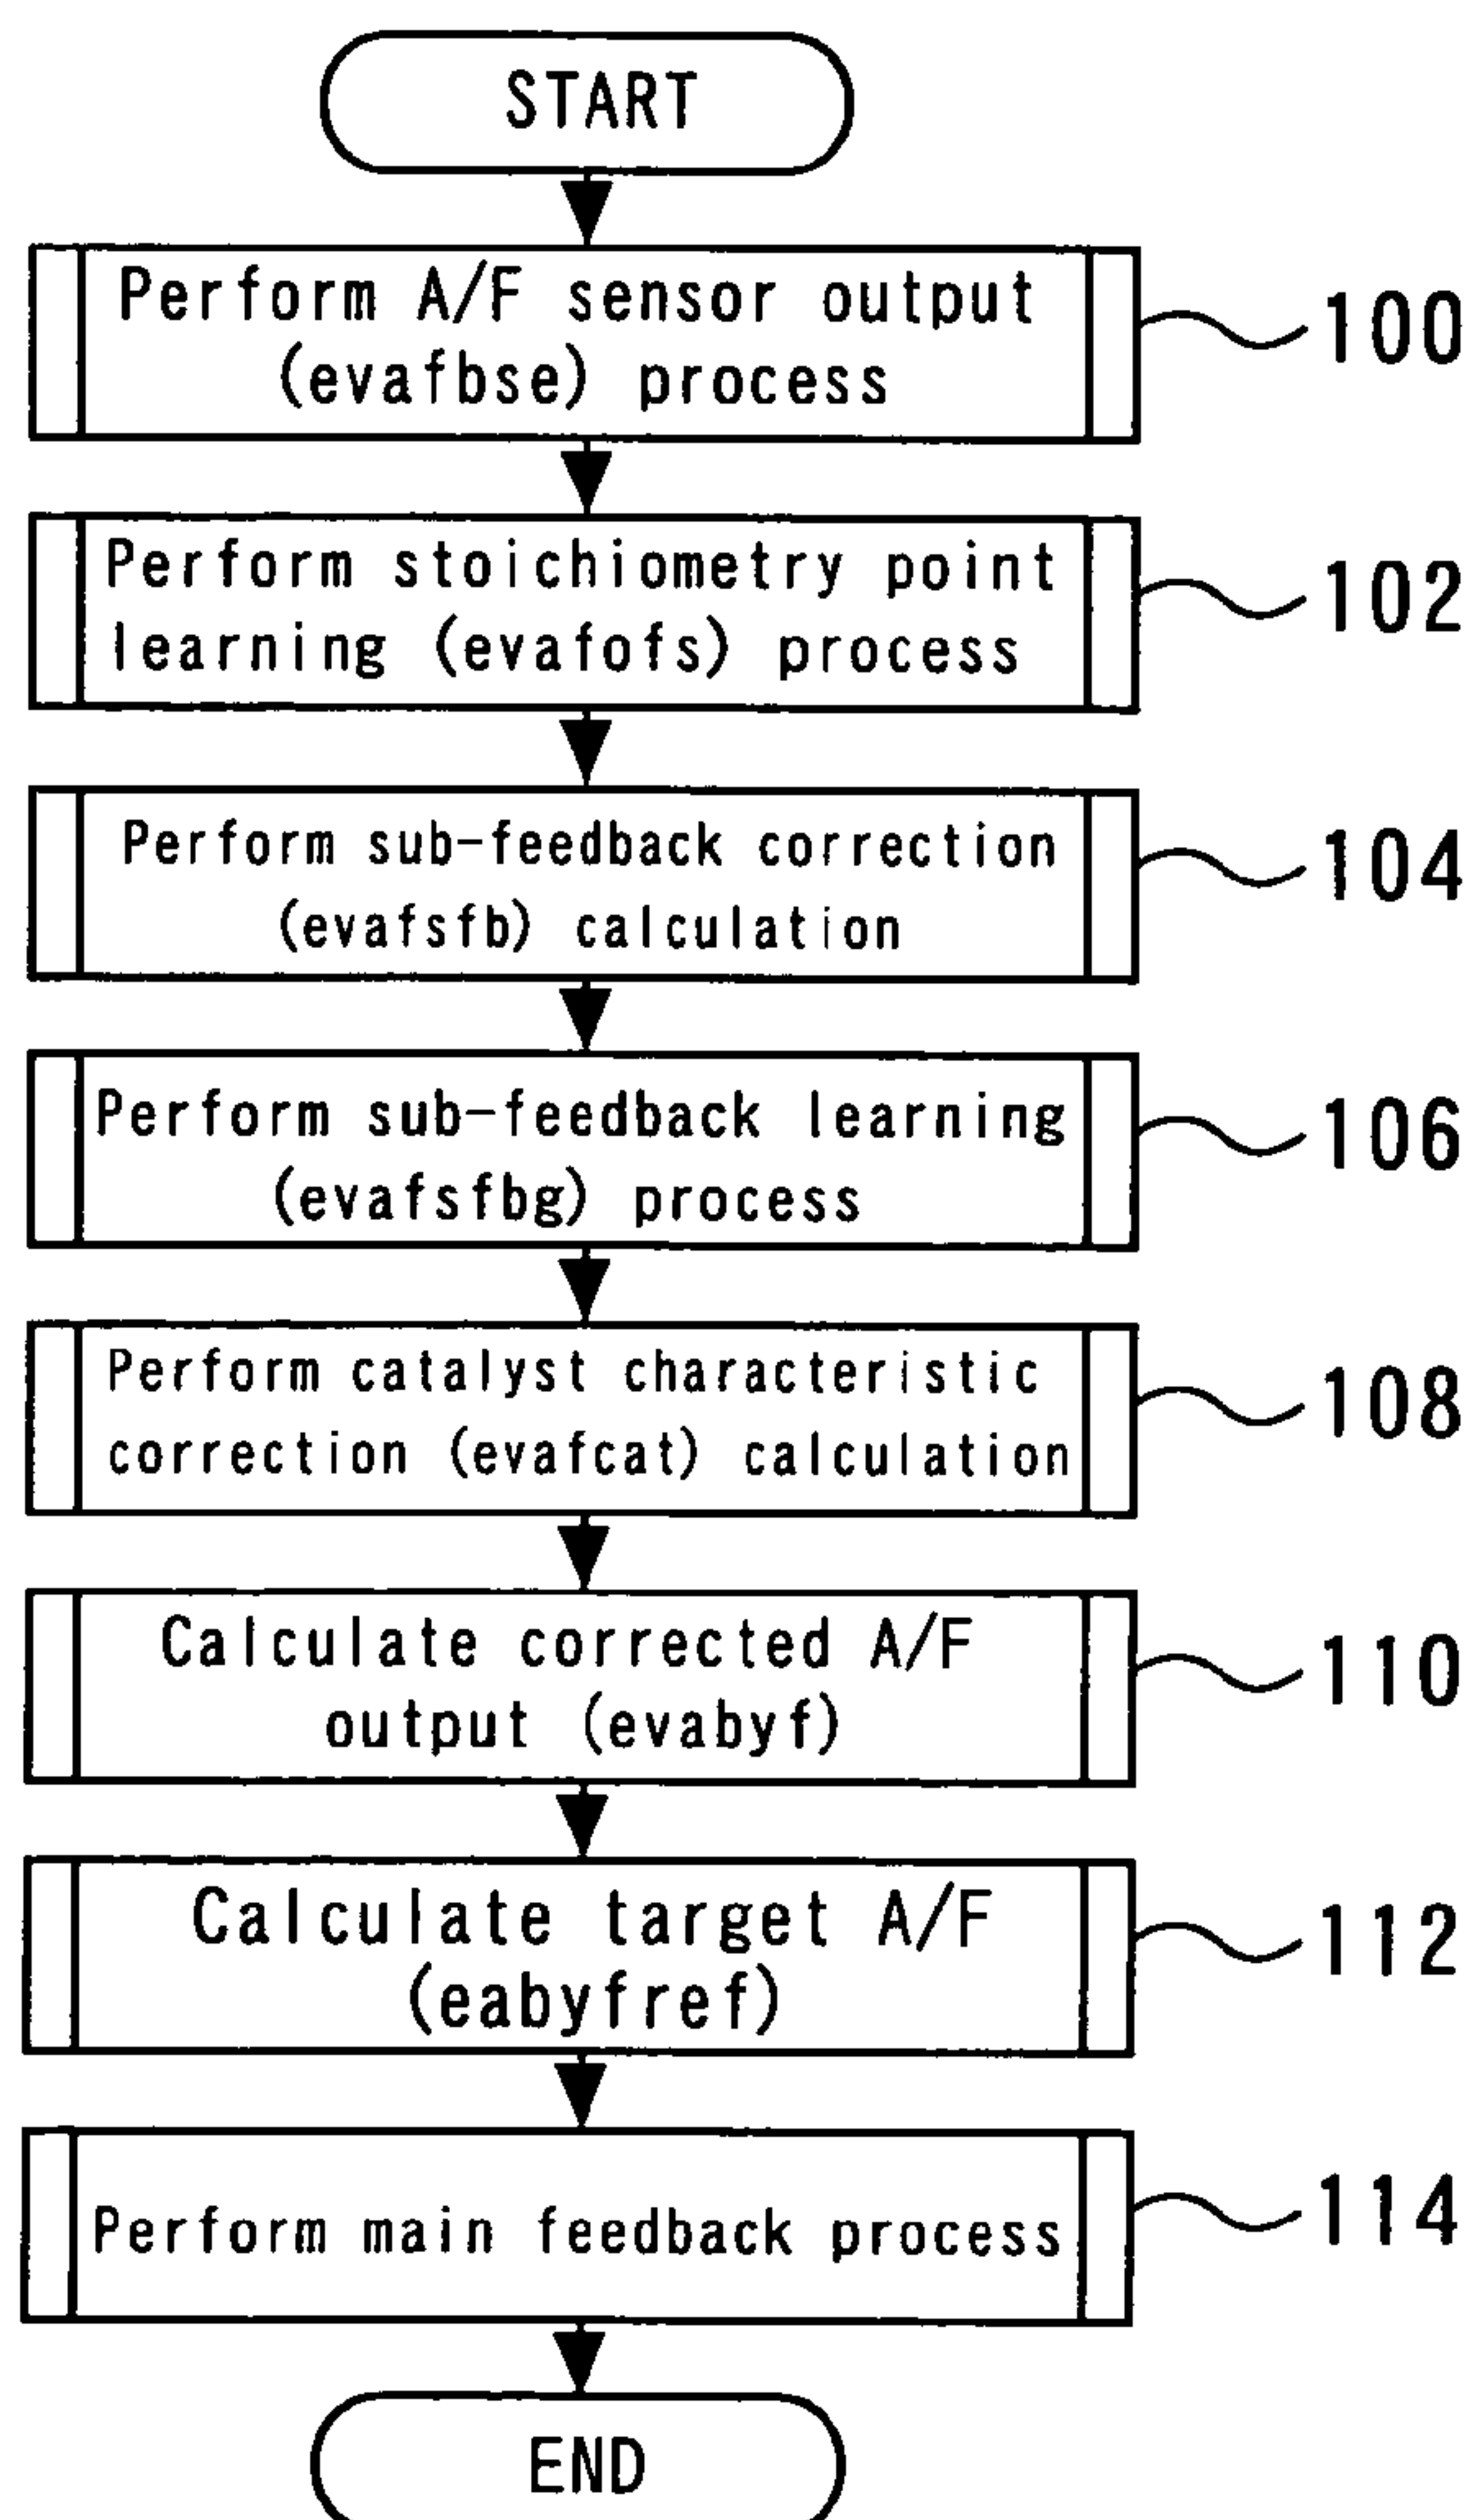 START
Perform A/F sensor output
(evafbse) process
100
Perform stoichiometry point
learning (evafofs) process
102
Perform sub-feedback correction
(evafsfb) calculation
104
Perform sub-feedback learning
(evafsfbg) process
106
Perform catalyst characteristic
correction (evafcat) calculation
108
Calculate corrected A/F
output (evabyf)
110
Calculate target A/F
(eabyfref)
112
Perform main feedback process
114
END